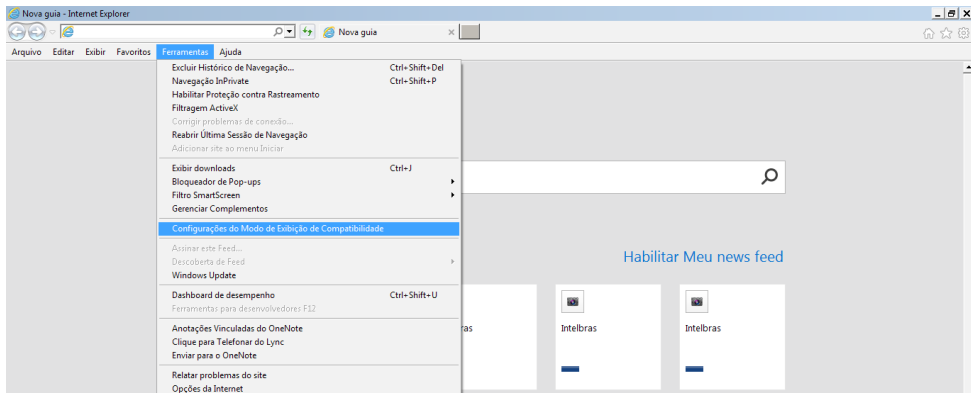 Nova guia - Internet Explorer
Nova guia
Arquivo Editar Exibir Favoritos Ferramentas Ajuda
Excluir Histórico de Navegação... Ctrl+Shift+Del
Navegação InPrivate Ctrl+Shift+P
Habilitar Proteção contra Rastreamento
Filtragem ActiveX
Corrigir problemas de conexão...
Reabrir Última Sessão de Navegação
Adicionar site ao menu Iniciar
Exibir downloads Ctrl+J
Bloqueador de Pop-ups
Filtro SmartScreen
Gerenciar Complementos
Configurações do Modo de Exibição de Compatibilidade
Assinar este Feed...
Descoberta de Feed
Windows Update
Dashboard de desempenho Ctrl+Shift+U
Ferramentas para desenvolvedores F12
Anotações Vinculadas do OneNote
Clique para Telefonar do Lync
Enviar para o OneNote
Relatar problemas do site
Opções da Internet
Habilitar Meu news feed
ras
Intelbras
Intelbras